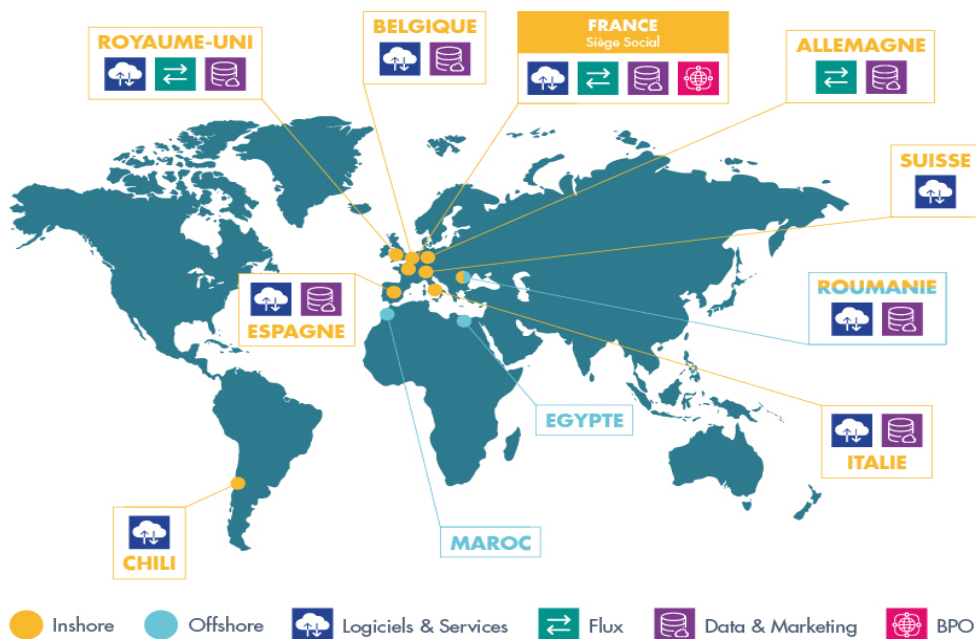 BELGIQUE
FRANCE
Siège Social
ROYAUME-UNI
ALLEMAGNE
SUISSE
ROUMANIE
ESPAGNE
EGYPTE
ITALIE
MAROC
CHILI
Inshore
Offshore
Logiciels & Services
Flux
Data & Marketing
BPO